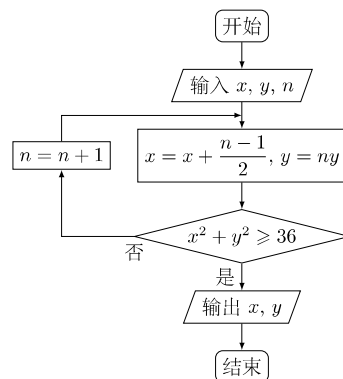 开始
输入 x, y, n
n = n + 1
x = x + (n − 1)/2, y = ny
x² + y² ⩾ 36
否
是
输出 x, y
结束